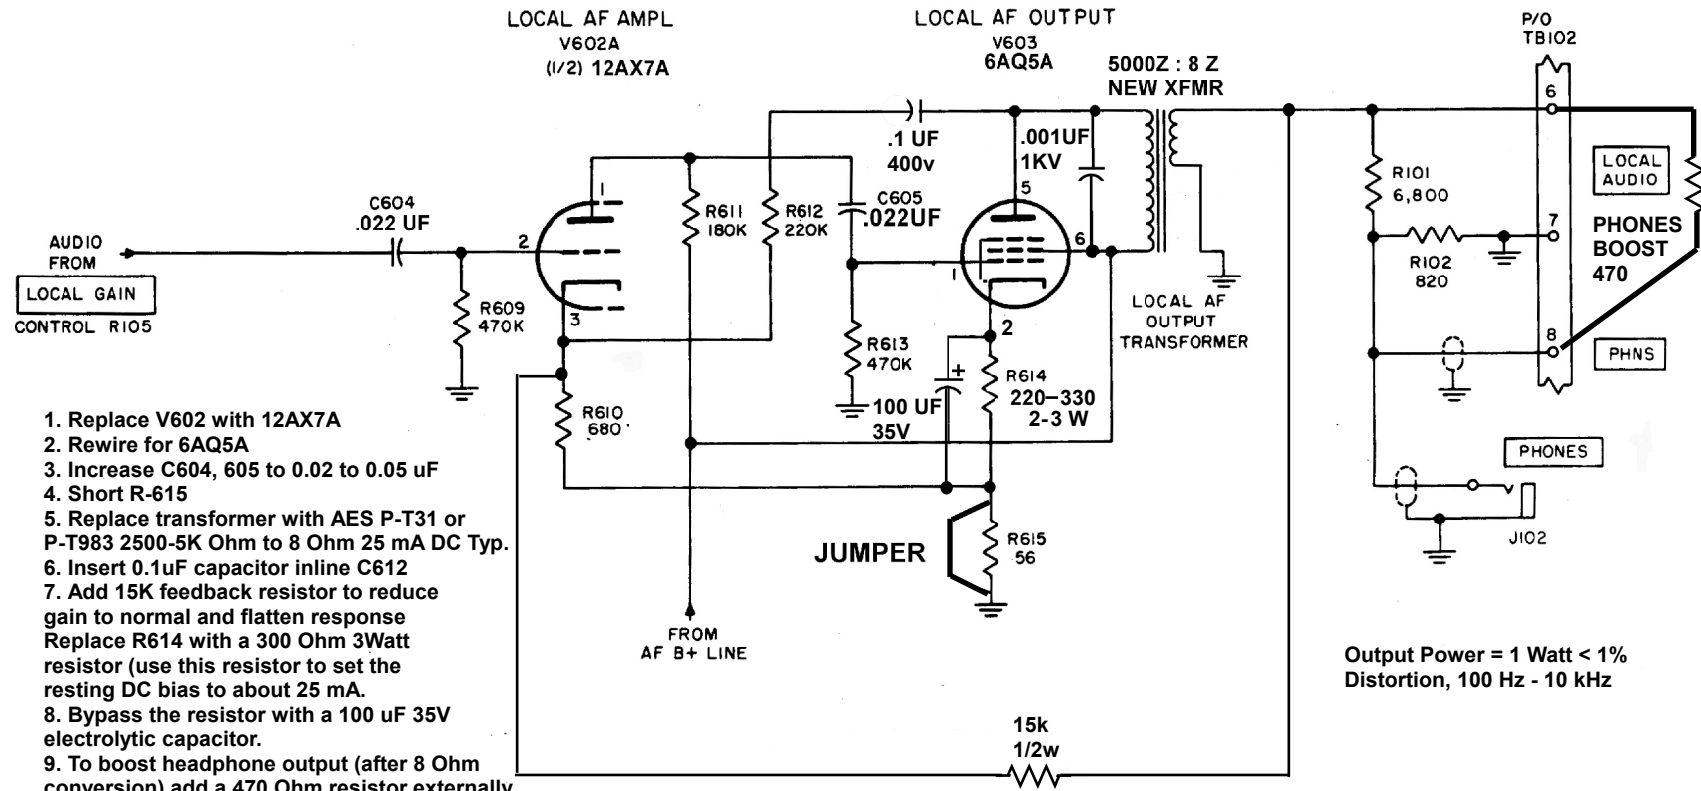 LOCAL AF AMPL
V602A
(1/2) 12AX7A
LOCAL AF OUTPUT
V603
6AQ5A
5000Z : 8 Z
NEW XFMR
P/O
TB102
6
.1 UF
400v
.001UF
1KV
1
5
C604
.022 UF
R611
180K
R612
220K
C605
.022UF
R101
6,800
LOCAL
AUDIO
7
PHONES
BOOST
470
AUDIO
FROM
LOCAL GAIN
CONTROL R105
2
6
1
R102
820
R609
470K
3
2
LOCAL AF
OUTPUT
TRANSFORMER
R613
470K
8
PHNS
R614
220-330
2-3 W
+
100 UF
35V
R610
680
PHONES
J102
1. Replace V602 with 12AX7A
2. Rewire for 6AQ5A
3. Increase C604, 605 to 0.02 to 0.05 uF
4. Short R-615
5. Replace transformer with AES P-T31 or
P-T983 2500-5K Ohm to 8 Ohm 25 mA DC Typ.
6. Insert 0.1uF capacitor inline C612
7. Add 15K feedback resistor to reduce
gain to normal and flatten response
Replace R614 with a 300 Ohm 3Watt
resistor (use this resistor to set the
resting DC bias to about 25 mA.
8. Bypass the resistor with a 100 uF 35V
electrolytic capacitor.
9. To boost headphone output (after 8 Ohm
conversion) add a 470 Ohm resistor externally
JUMPER
R615
56
FROM
AF B+ LINE
Output Power = 1 Watt < 1%
Distortion, 100 Hz - 10 kHz
15k
1/2w